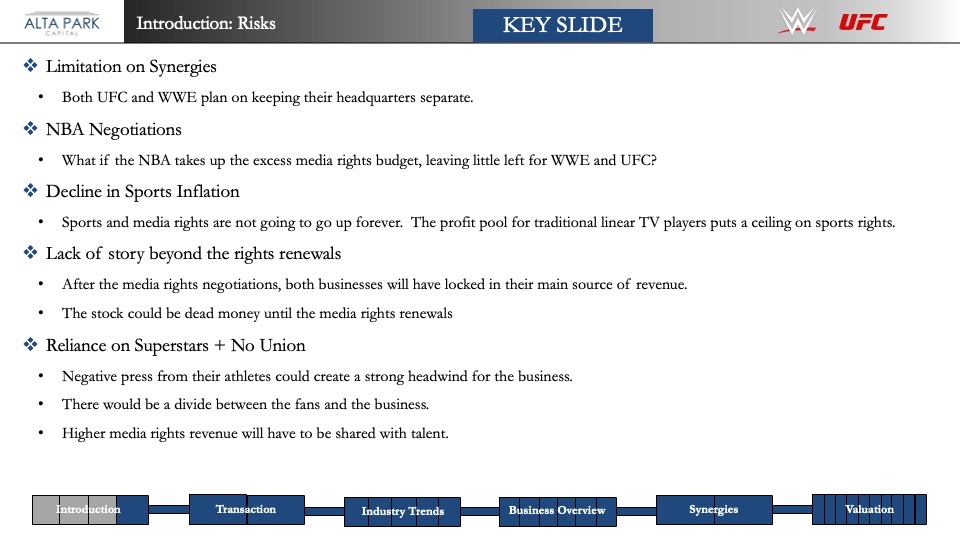 ALTA PARK
CAPITAL
Introduction: Risks
KEY SLIDE
W
UFC
❖ Limitation on Synergies
• Both UFC and WWE plan on keeping their headquarters separate.
❖ NBA Negotiations
• What if the NBA takes up the excess media rights budget, leaving little left for WWE and UFC?
❖ Decline in Sports Inflation
• Sports and media rights are not going to go up forever. The profit pool for traditional linear TV players puts a ceiling on sports rights.
❖ Lack of story beyond the rights renewals
• After the media rights negotiations, both businesses will have locked in their main source of revenue.
• The stock could be dead money until the media rights renewals
❖ Reliance on Superstars + No Union
• Negative press from their athletes could create a strong headwind for the business.
• There would be a divide between the fans and the business.
• Higher media rights revenue will have to be shared with talent.
Introduction
Transaction
Industry Trends
Business Overview
Synergies
Valuation